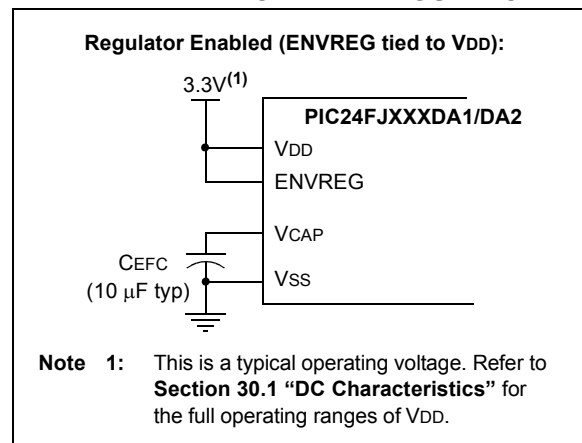 Regulator Enabled (ENVREG tied to VDD):
3.3V(1)
PIC24FJXXXDA1/DA2
VDD
ENVREG
VCAP
CEFC
(10 μF typ)
VSS
Note 1: This is a typical operating voltage. Refer to
Section 30.1 “DC Characteristics” for
the full operating ranges of VDD.